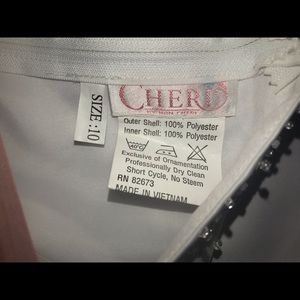 SIZE:10
CHERI
Outer Shell: 100% Polyester
Inner Shell: 100% Polyester
Exclusive of Ornamentation
Professionally Dry Clean
Short Cycle, No Steem
RN 82673
MADE IN VIETNAM